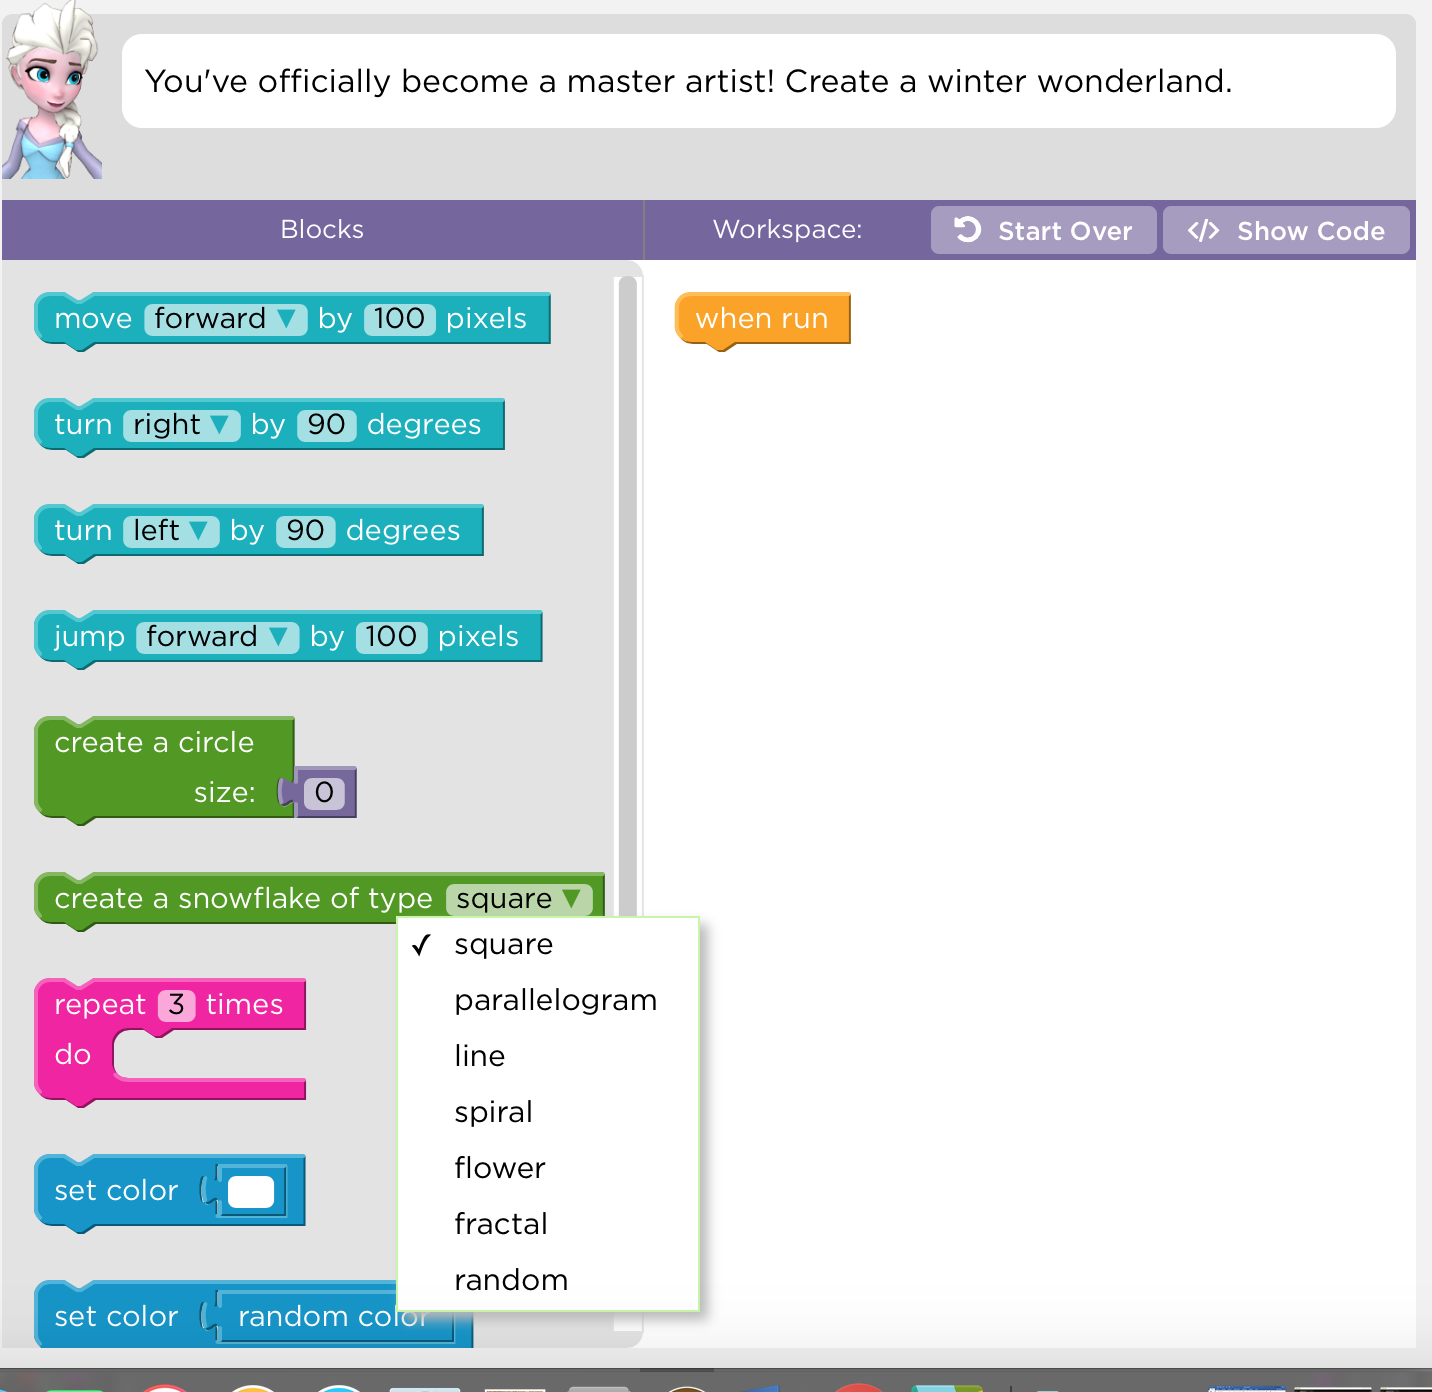 You've officially become a master artist! Create a winter wonderland.
Blocks
Workspace:
Start Over
</> Show Code
move forward ▼ by 100 pixels
when run
turn right ▼ by 90 degrees
turn left ▼ by 90 degrees
jump forward ▼ by 100 pixels
create a circle
size: 0
create a snowflake of type square ▼
✓ square
parallelogram
line
spiral
flower
fractal
random
repeat 3 times
do
set color
set color random color